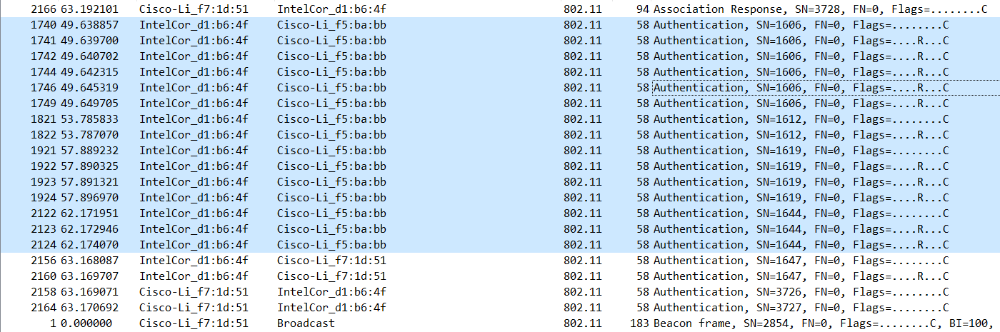 2166 63.192101 Cisco-Li_f7:1d:51 IntelCor_d1:b6:4f 802.11 94 Association Response, SN=3728, FN=0, Flags=........C
1740 49.638857 IntelCor_d1:b6:4f Cisco-Li_f5:ba:bb 802.11 58 Authentication, SN=1606, FN=0, Flags=........C
1741 49.639700 IntelCor_d1:b6:4f Cisco-Li_f5:ba:bb 802.11 58 Authentication, SN=1606, FN=0, Flags=....R...C
1742 49.640702 IntelCor_d1:b6:4f Cisco-Li_f5:ba:bb 802.11 58 Authentication, SN=1606, FN=0, Flags=....R...C
1744 49.642315 IntelCor_d1:b6:4f Cisco-Li_f5:ba:bb 802.11 58 Authentication, SN=1606, FN=0, Flags=....R...C
1746 49.645319 IntelCor_d1:b6:4f Cisco-Li_f5:ba:bb 802.11 58 Authentication, SN=1606, FN=0, Flags=....R...C
1749 49.649705 IntelCor_d1:b6:4f Cisco-Li_f5:ba:bb 802.11 58 Authentication, SN=1606, FN=0, Flags=....R...C
1821 53.785833 IntelCor_d1:b6:4f Cisco-Li_f5:ba:bb 802.11 58 Authentication, SN=1612, FN=0, Flags=........C
1822 53.787070 IntelCor_d1:b6:4f Cisco-Li_f5:ba:bb 802.11 58 Authentication, SN=1612, FN=0, Flags=....R...C
1921 57.889232 IntelCor_d1:b6:4f Cisco-Li_f5:ba:bb 802.11 58 Authentication, SN=1619, FN=0, Flags=........C
1922 57.890325 IntelCor_d1:b6:4f Cisco-Li_f5:ba:bb 802.11 58 Authentication, SN=1619, FN=0, Flags=....R...C
1923 57.891321 IntelCor_d1:b6:4f Cisco-Li_f5:ba:bb 802.11 58 Authentication, SN=1619, FN=0, Flags=....R...C
1924 57.896970 IntelCor_d1:b6:4f Cisco-Li_f5:ba:bb 802.11 58 Authentication, SN=1619, FN=0, Flags=....R...C
2122 62.171951 IntelCor_d1:b6:4f Cisco-Li_f5:ba:bb 802.11 58 Authentication, SN=1644, FN=0, Flags=........C
2123 62.172946 IntelCor_d1:b6:4f Cisco-Li_f5:ba:bb 802.11 58 Authentication, SN=1644, FN=0, Flags=....R...C
2124 62.174070 IntelCor_d1:b6:4f Cisco-Li_f5:ba:bb 802.11 58 Authentication, SN=1644, FN=0, Flags=....R...C
2156 63.168087 IntelCor_d1:b6:4f Cisco-Li_f7:1d:51 802.11 58 Authentication, SN=1647, FN=0, Flags=........C
2160 63.169707 IntelCor_d1:b6:4f Cisco-Li_f7:1d:51 802.11 58 Authentication, SN=1647, FN=0, Flags=....R...C
2158 63.169071 Cisco-Li_f7:1d:51 IntelCor_d1:b6:4f 802.11 58 Authentication, SN=3726, FN=0, Flags=........C
2164 63.170692 Cisco-Li_f7:1d:51 IntelCor_d1:b6:4f 802.11 58 Authentication, SN=3727, FN=0, Flags=........C
1 0.000000 Cisco-Li_f7:1d:51 Broadcast 802.11 183 Beacon frame, SN=2854, FN=0, Flags=........C, BI=100,